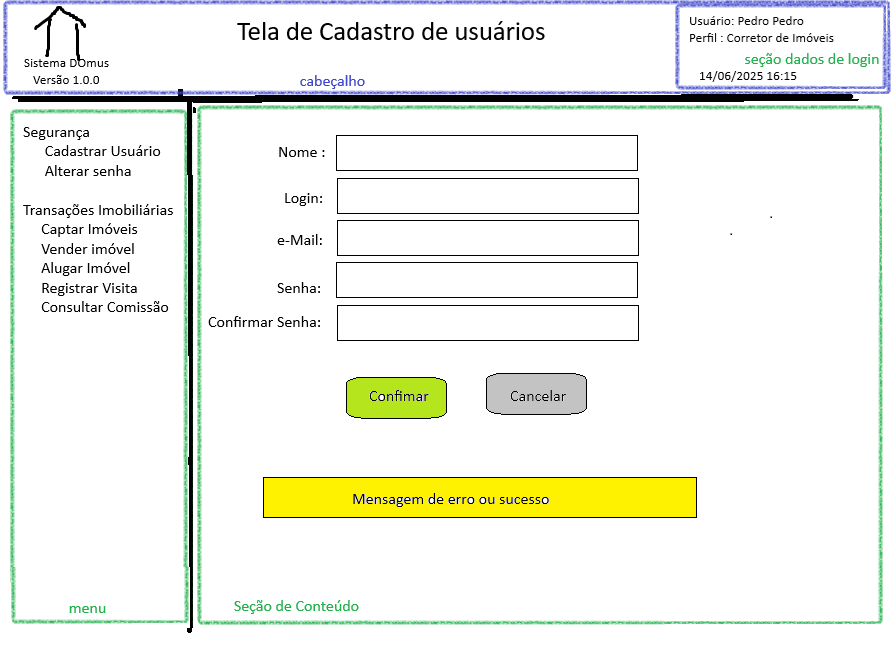 Tela de Cadastro de usuários
Sistema DOmus
Versão 1.0.0
cabeçalho
Usuário: Pedro Pedro
Perfil : Corretor de Imóveis
seção dados de login
14/06/2025 16:15
Segurança
Cadastrar Usuário
Alterar senha
Transações Imobiliárias
Captar Imóveis
Vender imóvel
Alugar Imóvel
Registrar Visita
Consultar Comissão
menu
Nome :
Login:
e-Mail:
Senha:
Confirmar Senha:
Confimar
Cancelar
Mensagem de erro ou sucesso
Seção de Conteúdo